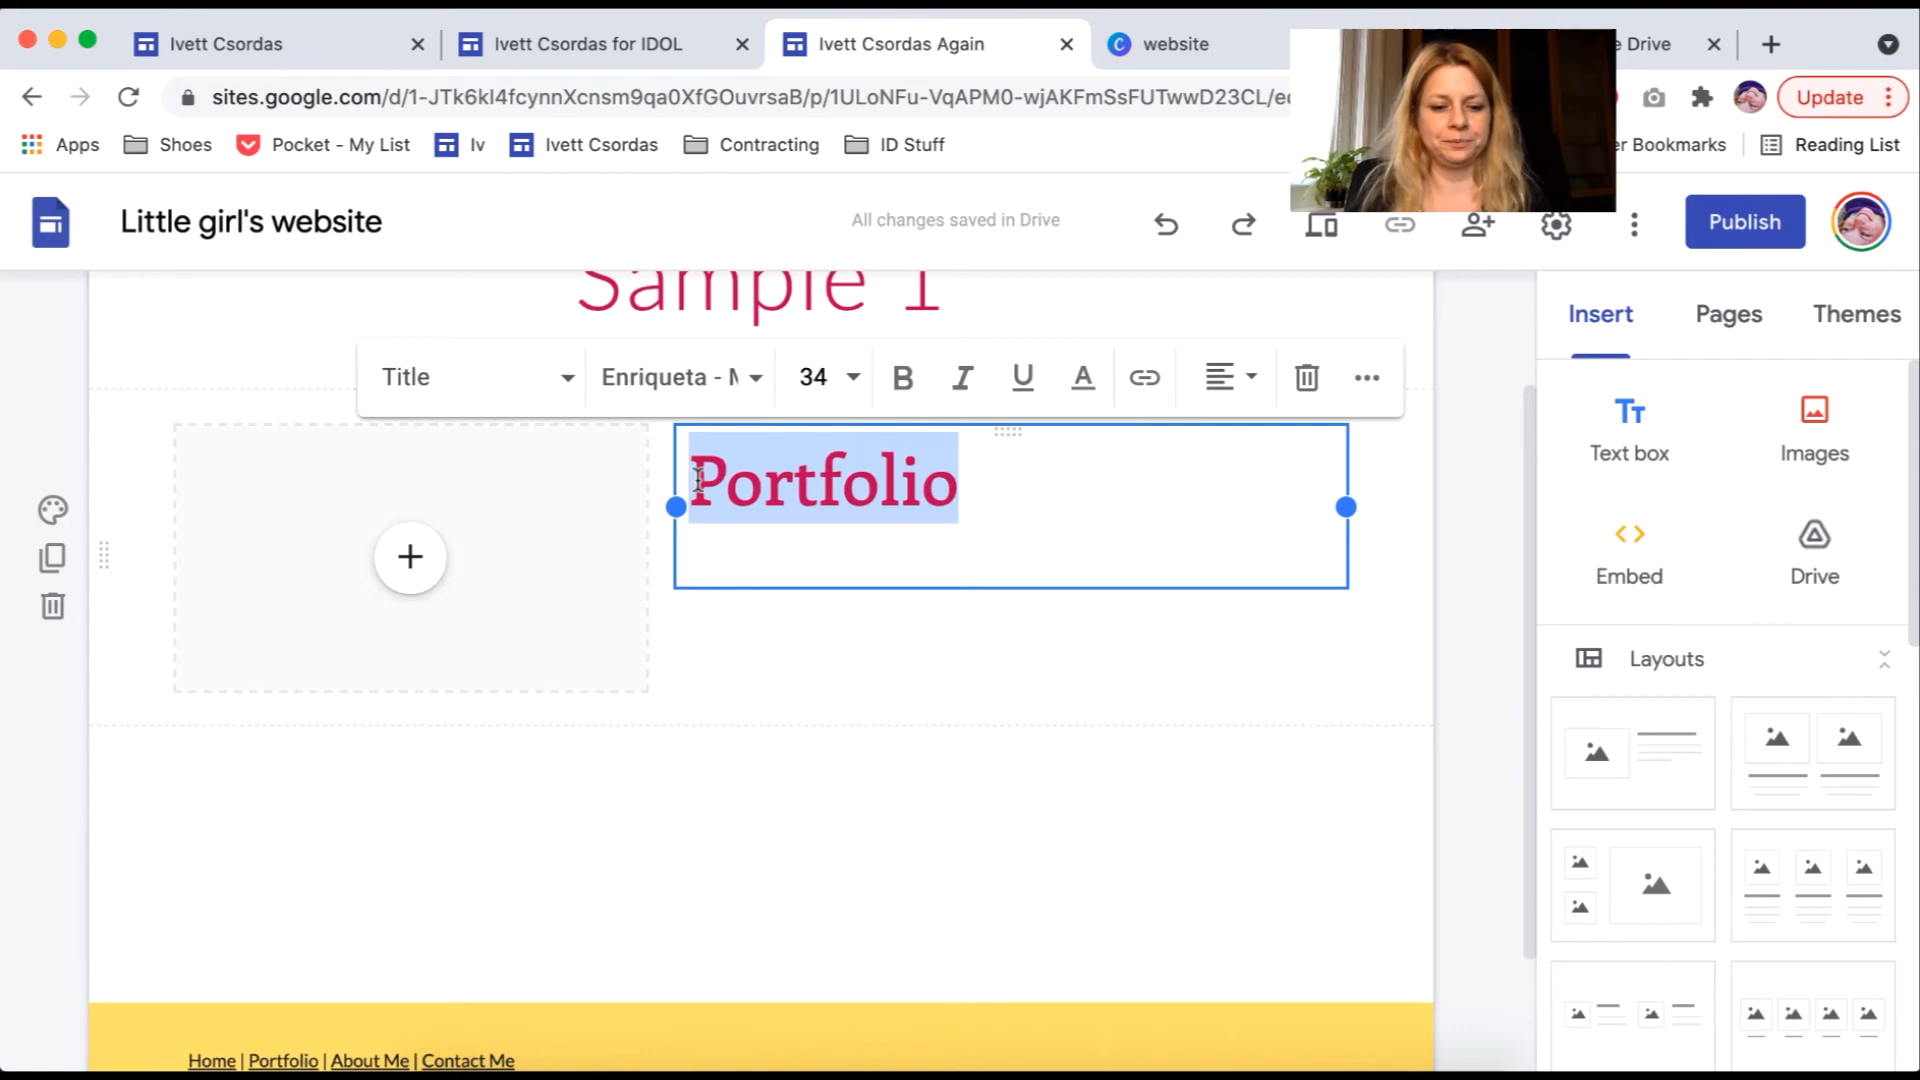 Ivett Csordas
Ivett Csordas for IDOL
Ivett Csordas Again
website
Drive
sites.google.com/d/1-JTk6kI4fcynnXcnsm9qa0XfGOuvrsaB/p/1ULoNFu-VqAPM0-wjAKFmSsFUTwwD23CL/e
Update
Apps
Shoes
Pocket - My List
Iv
Ivett Csordas
Contracting
ID Stuff
er Bookmarks
Reading List
Little girl's website
All changes saved in Drive
Publish
Sample 1
Insert
Pages
Themes
Title
Enriqueta -
34
B
I
U
A
Portfolio
Text box
Images
Embed
Drive
Layouts
Home | Portfolio | About Me | Contact Me